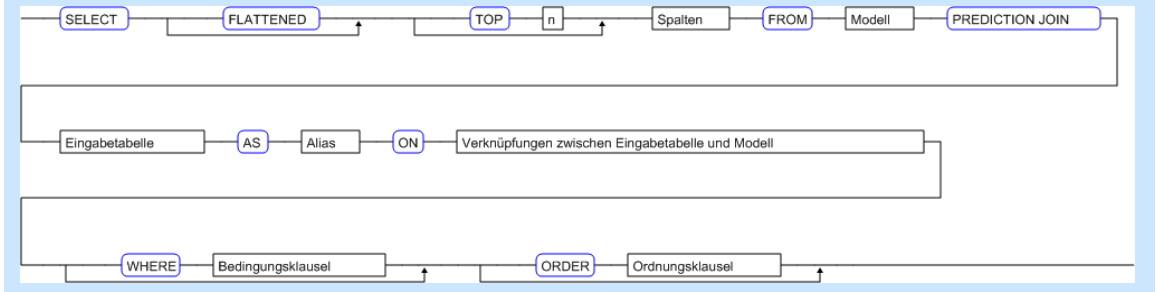 SELECT FLATTENED TOP n Spalten FROM Modell PREDICTION JOIN
Eingabetabelle AS Alias ON Verknüpfungen zwischen Eingabetabelle und Modell
WHERE Bedingungsklausel ORDER Ordnungsklausel